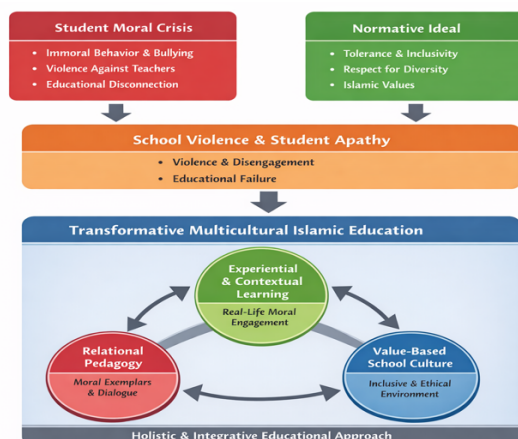 Student Moral Crisis
• Immoral Behavior & Bullying
• Violence Against Teachers
• Educational Disconnection
Normative Ideal
• Tolerance & Inclusivity
• Respect for Diversity
• Islamic Values
School Violence & Student Apathy
• Violence & Disengagement
• Educational Failure
Transformative Multicultural Islamic Education
Experiential
& Contextual
Learning
Real-Life Moral
Engagement
Relational
Pedagogy
Moral Exemplars
& Dialogue
Value-Based
School Culture
Inclusive & Ethical
Environment
Holistic & Integrative Educational Approach